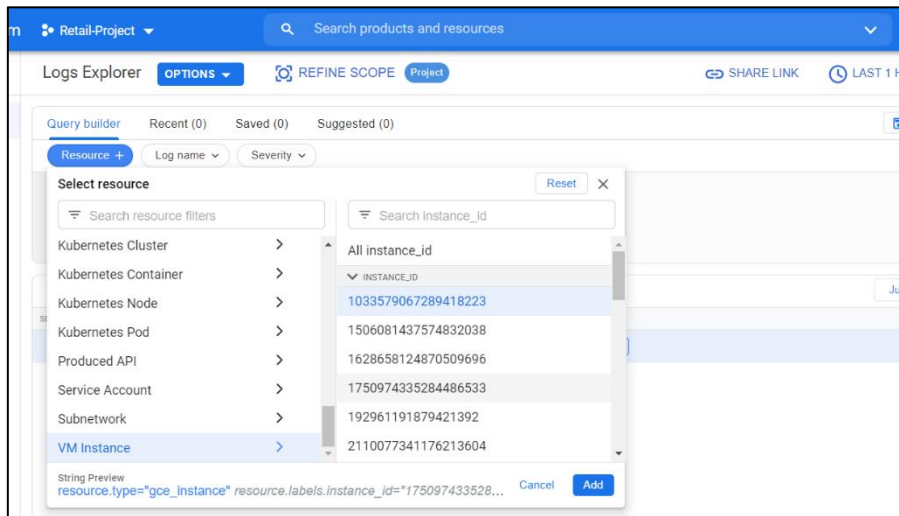 m Retail-Project Search products and resources
Logs Explorer OPTIONS REFINE SCOPE Project SHARE LINK LAST 1 H
Query builder Recent (0) Saved (0) Suggested (0)
Resource + Log name Severity
Select resource Reset
Search resource filters Search instance_id
Kubernetes Cluster All instance_id
Kubernetes Container INSTANCE_ID
Kubernetes Node 1033579067289418223
Kubernetes Pod 1506081437574832038
Produced API 1628658124870509696
Service Account 1750974335284486533
Subnetwork 192961191879421392
VM Instance 2110077341176213604
String Preview
resource.type="gce_instance" resource.labels.instance_id="175097433528... Cancel Add
Ju